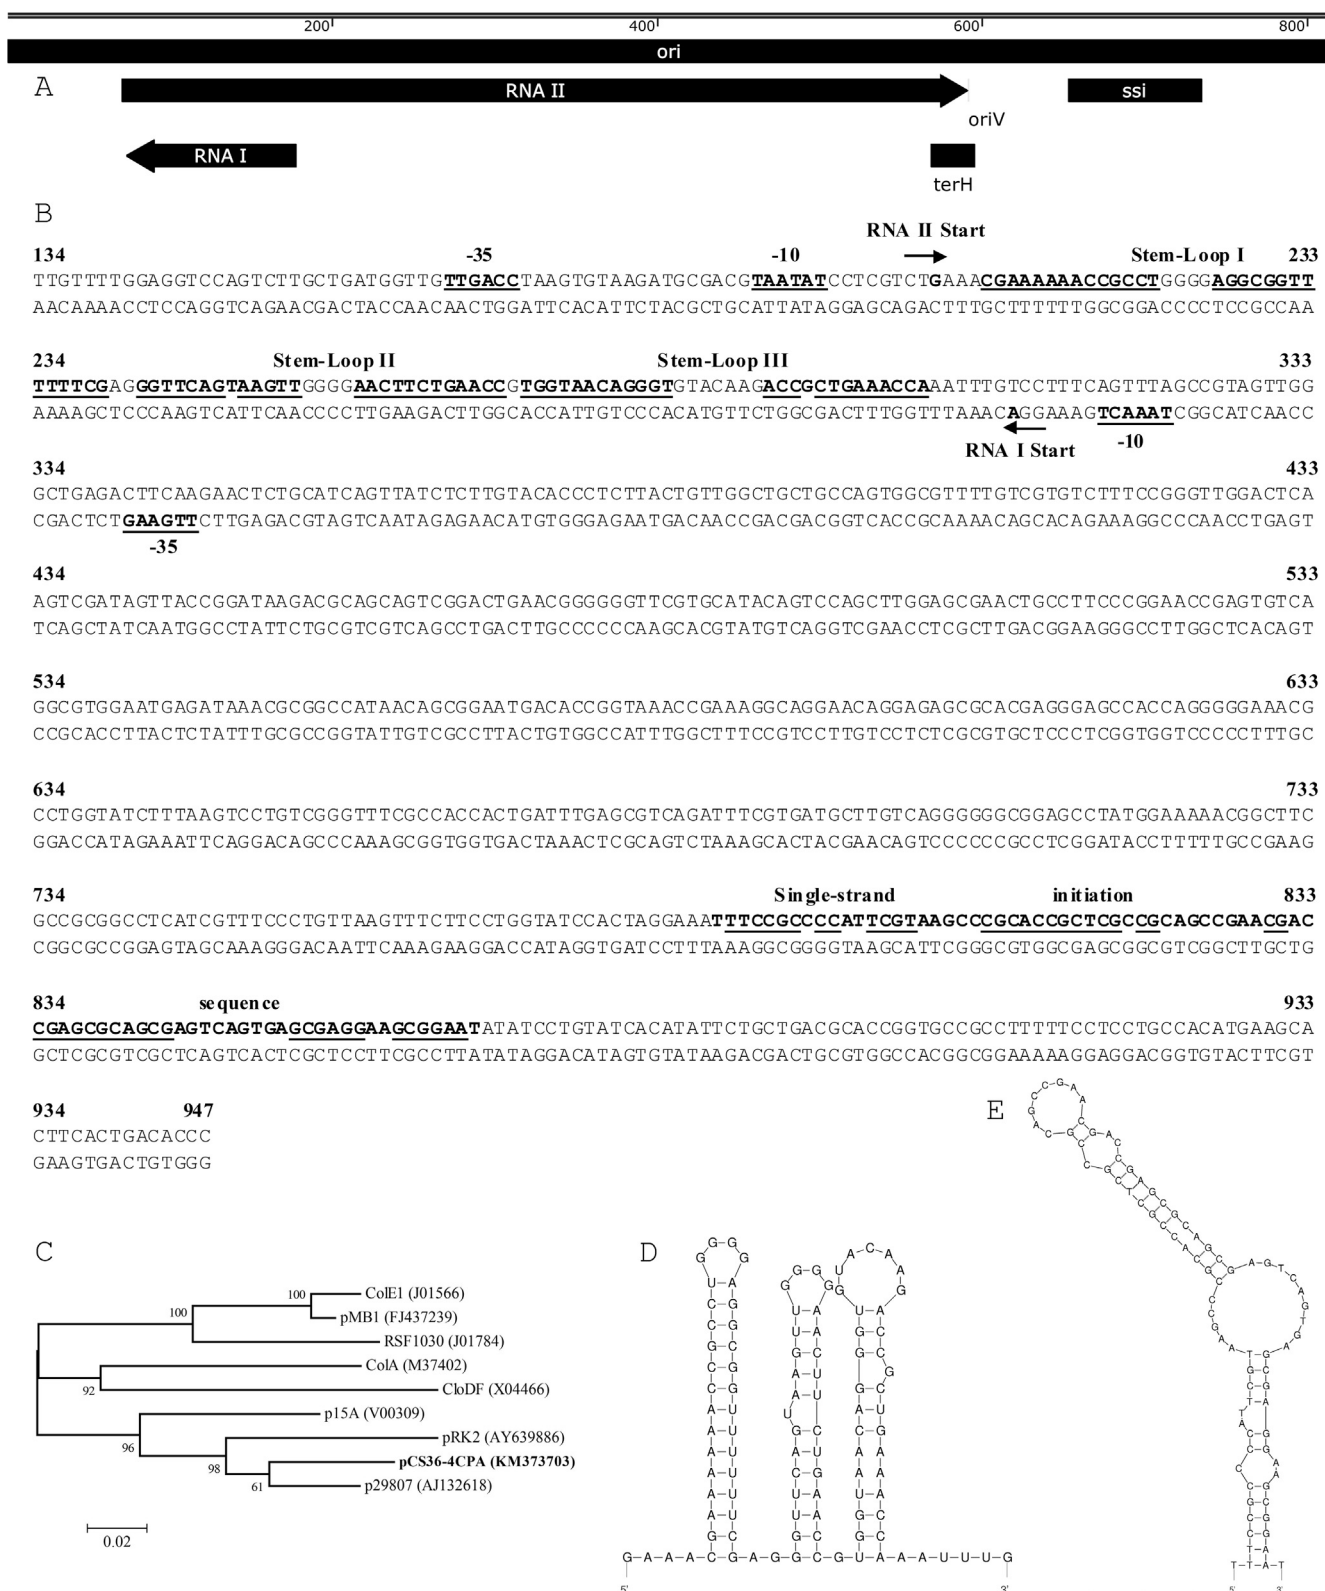 200 400 600 800
ori
A
RNA II
ssi
oriV
RNA I
terH
B
RNA II Start
134 -35 -10 Stem-Loop I 233
TTGTTTTGGAGGTCCAGTCTTGCTGATGGTTGTTGACCTAAGTGTAAGATGCGACGTAATATCCTCGTCTGAAACGAAAAAACCGCCTGGGGAGGCGGTT
AACAAAACCTCCAGGTCAGAACGACTACCAACAACTGGATTCACATTCTACGCTGCATTATAGGAGCAGACTTTGCTTTTTTGGCGGACCCCTCCGCCAA
234 Stem-Loop II Stem-Loop III 333
TTTTCGAGGGTTCAGTAAGTTGGGGAACTTCTGAACCGTGGTAACAGGGTGTACAAGACCGCTGAAACCAAATTTGTCCTTTCAGTTTAGCCGTAGTTGG
AAAAGCTCCCAAGTCATTCAACCCCTTGAAGACTTGGCACCATTGTCCCACATGTTCTGGCGACTTTGGTTTAAACAGGAAAGTCAAATCGGCATCAACC
RNA I Start -10
334 433
GCTGAGACTTCAAGAACTCTGCATCAGTTATCTCTTGTACACCCTCTTACTGTTGGCTGCTGCCAGTGGCGTTTTGTCGTGTCTTTCCGGGTTGGACTCA
CGACTCTGAAGTTCTTGAGACGTAGTCAATAGAGAACATGTGGGAGAATGACAACCGACGACGGTCACCGCAAAACAGCACAGAAAGGCCCAACCTGAGT
-35
434 533
AGTCGATAGTTACCGGATAAGACGCAGCAGTCGGACTGAACGGGGGGTTCGTGCATACAGTCCAGCTTGGAGCGAACTGCCTTCCCGGAACCGAGTGTCA
TCAGCTATCAATGGCCTATTCTGCGTCGTCAGCCTGACTTGCCCCCCAAGCACGTATGTCAGGTCGAACCTCGCTTGACGGAAGGGCCTTGGCTCACAGT
534 633
GGCGTGGAATGAGATAAACGCGGCCATAACAGCGGAATGACACCGGTAAACCGAAAGGCAGGAACAGGAGAGCGCACGAGGGAGCCACCAGGGGGAAACG
CCGCACCTTACTCTATTTGCGCCGGTATTGTCGCCTTACTGTGGCCATTTGGCTTTCCGTCCTTGTCCTCTCGCGTGCTCCCTCGGTGGTCCCCCTTTGC
634 733
CCTGGTATCTTTAAGTCCTGTCGGGTTTCGCCACCACTGATTTGAGCGTCAGATTTCGTGATGCTTGTCAGGGGGGCGGAGCCTATGGAAAAACGGCTTC
GGACCATAGAAATTCAGGACAGCCCAAAGCGGTGGTGACTAAACTCGCAGTCTAAAGCACTACGAACAGTCCCCCCGCCTCGGATACCTTTTTGCCGAAG
734 Single-strand initiation 833
GCCGCGGCCTCATCGTTTCCCTGTTAAGTTTCTTCCTGGTATCCACTAGGAAATTTCCGCCCCATTCGTAAGCCCGCACCGCTCGCCGCAGCCGAACGAC
CGGCGCCGGAGTAGCAAAGGGACAATTCAAAGAAGGACCATAGGTGATCCTTTAAAGGCGGGGTAAGCATTCGGGCGTGGCGAGCGGCGTCGGCTTGCTG
834 sequence 933
CGAGCGCAGCGAGTCAGTGAGCGAGGAAGCGGAATATATCCTGTATCACATATTCTGCTGACGCACCGGTGCCGCCTTTTTCCTCCTGCCACATGAAGCA
GCTCGCGTCGCTCAGTCACTCGCTCCTTCGCCTTATATAGGACATAGTGTATAAGACGACTGCGTGGCCACGGCGGAAAAAGGAGGACGGTGTACTTCGT
934 947
CTTCACTGACACCC
GAAGTGACTGTGGG
C
100
100
92
96
98
61
ColE1 (J01566)
pMB1 (FJ437239)
RSF1030 (J01784)
ColA (M37402)
CloDF (X04466)
p15A (V00309)
pRK2 (AY639886)
pCS36-4CPA (KM373703)
p29807 (AJ132618)
0.02
D
5'
3'
E
5'
3'